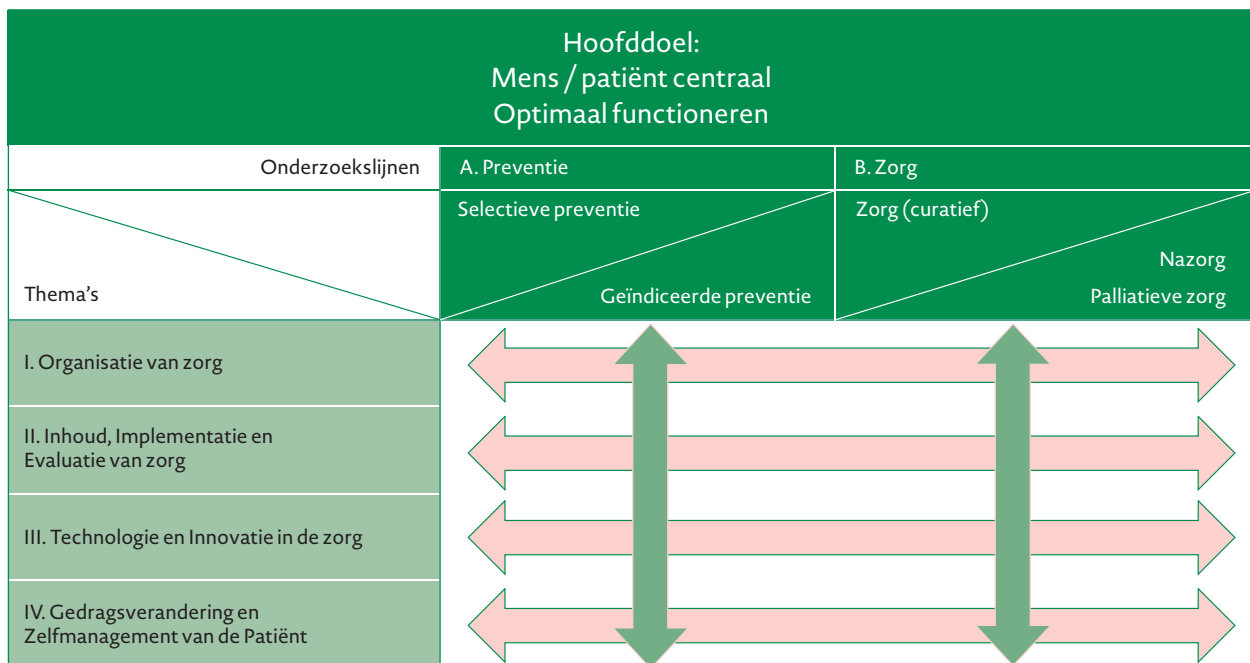 Hoofddoel:
Mens / patiënt centraal
Optimaal functioneren
Onderzoekslijnen
A. Preventie
B. Zorg
Selectieve preventie
Zorg (curatief)
Nazorg
Thema's
Geïndiceerde preventie
Palliatieve zorg
I. Organisatie van zorg
II. Inhoud, Implementatie en
Evaluatie van zorg
III. Technologie en Innovatie in de zorg
IV. Gedragsverandering en
Zelfmanagement van de Patiënt